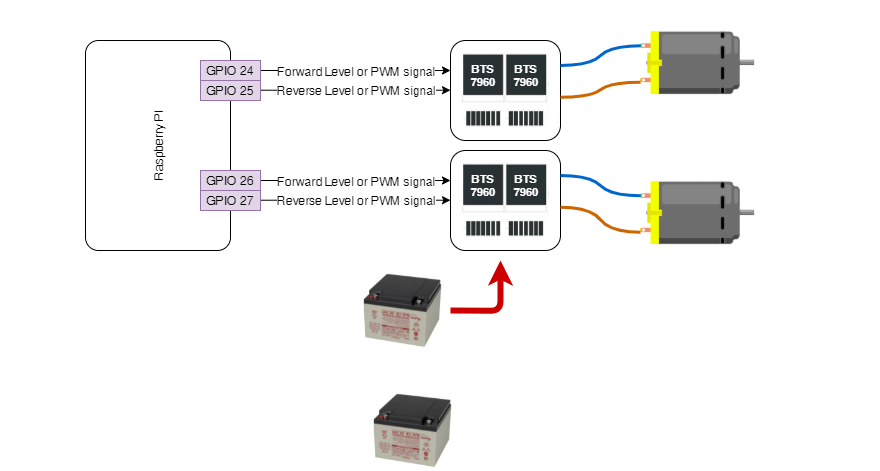 Raspberry PI
GPIO 24
Forward Level or PWM signal
GPIO 25
Reverse Level or PWM signal
BTS
7960
BTS
7960
GPIO 26
Forward Level or PWM signal
GPIO 27
Reverse Level or PWM signal
BTS
7960
BTS
7960